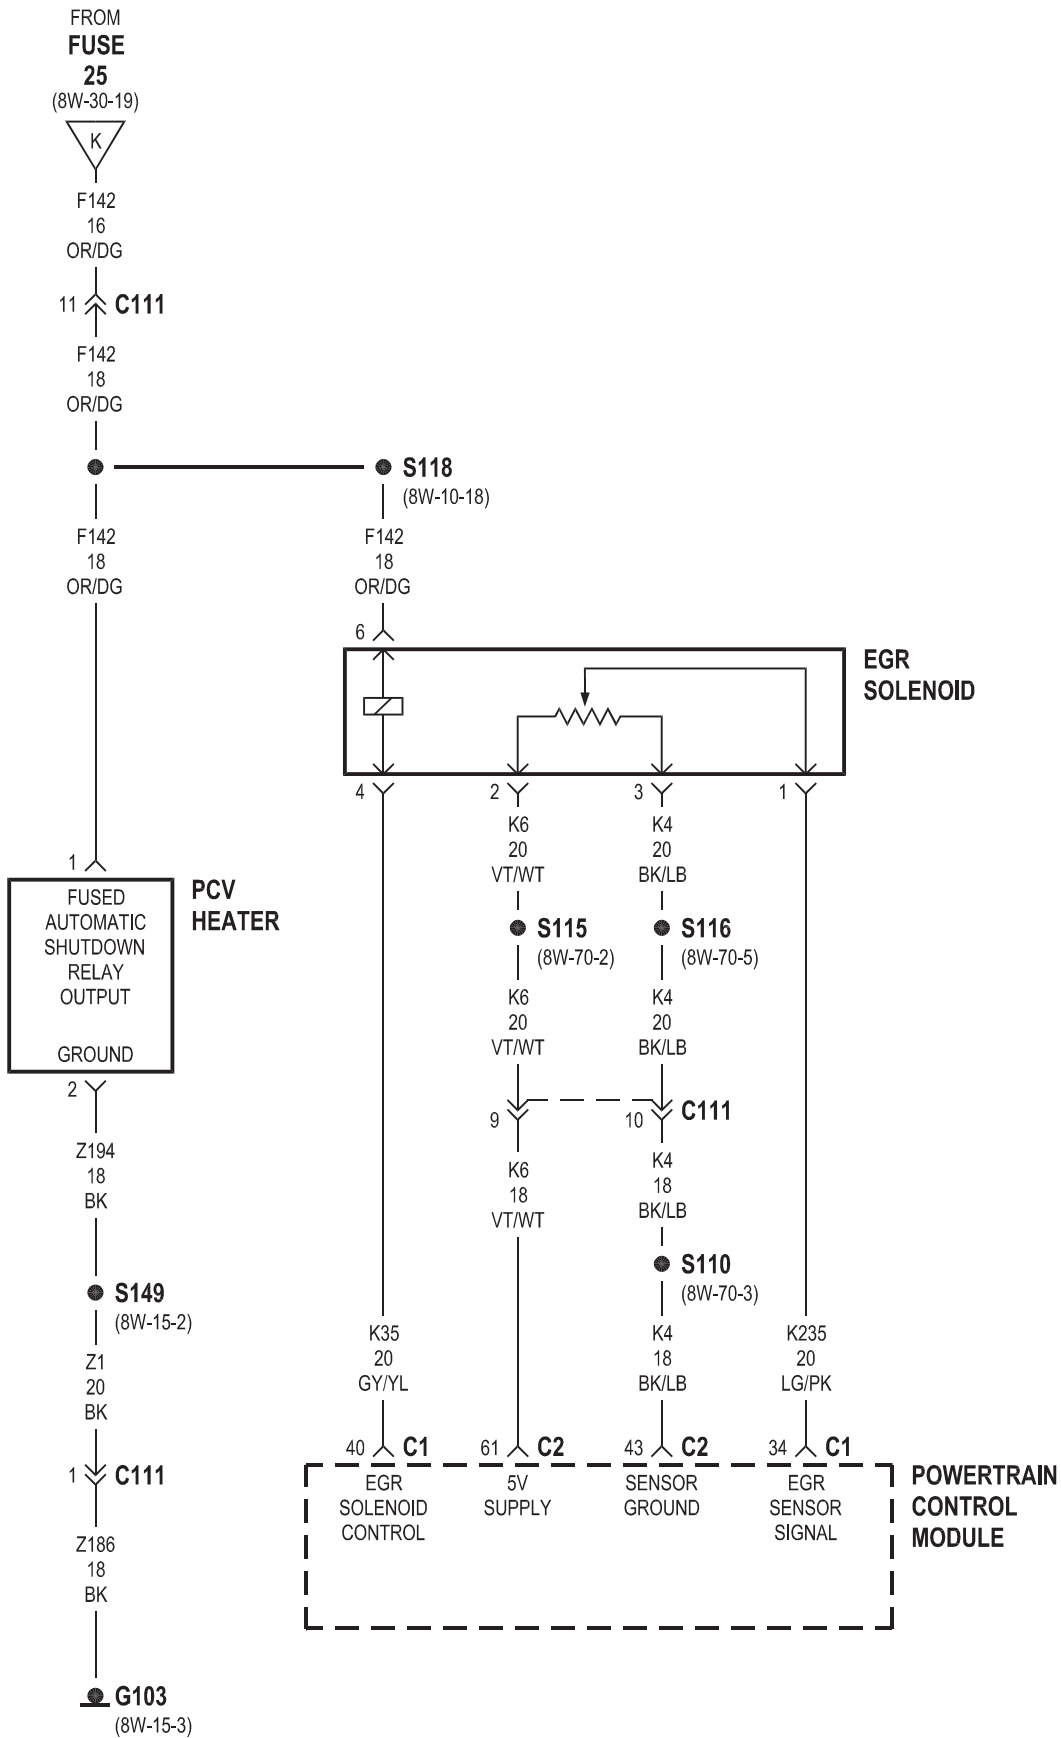 FROM
FUSE
25
(8W-30-19)
K
F142
16
OR/DG
11 C111
F142
18
OR/DG
S118
(8W-10-18)
F142
18
OR/DG
F142
18
OR/DG
6
EGR
SOLENOID
4 2 3 1
K6
20
VT/WT
K4
20
BK/LB
1
PCV
HEATER
FUSED
AUTOMATIC
SHUTDOWN
RELAY
OUTPUT
GROUND
2
S115
(8W-70-2)
S116
(8W-70-5)
K6
20
VT/WT
K4
20
BK/LB
9 10 C111
Z194
18
BK
K6
18
VT/WT
K4
18
BK/LB
S149
(8W-15-2)
S110
(8W-70-3)
Z1
20
BK
K35
20
GY/YL
K4
18
BK/LB
K235
20
LG/PK
1 C111
40 C1 61 C2 43 C2 34 C1
EGR
SOLENOID
CONTROL
5V
SUPPLY
SENSOR
GROUND
EGR
SENSOR
SIGNAL
POWERTRAIN
CONTROL
MODULE
Z186
18
BK
G103
(8W-15-3)